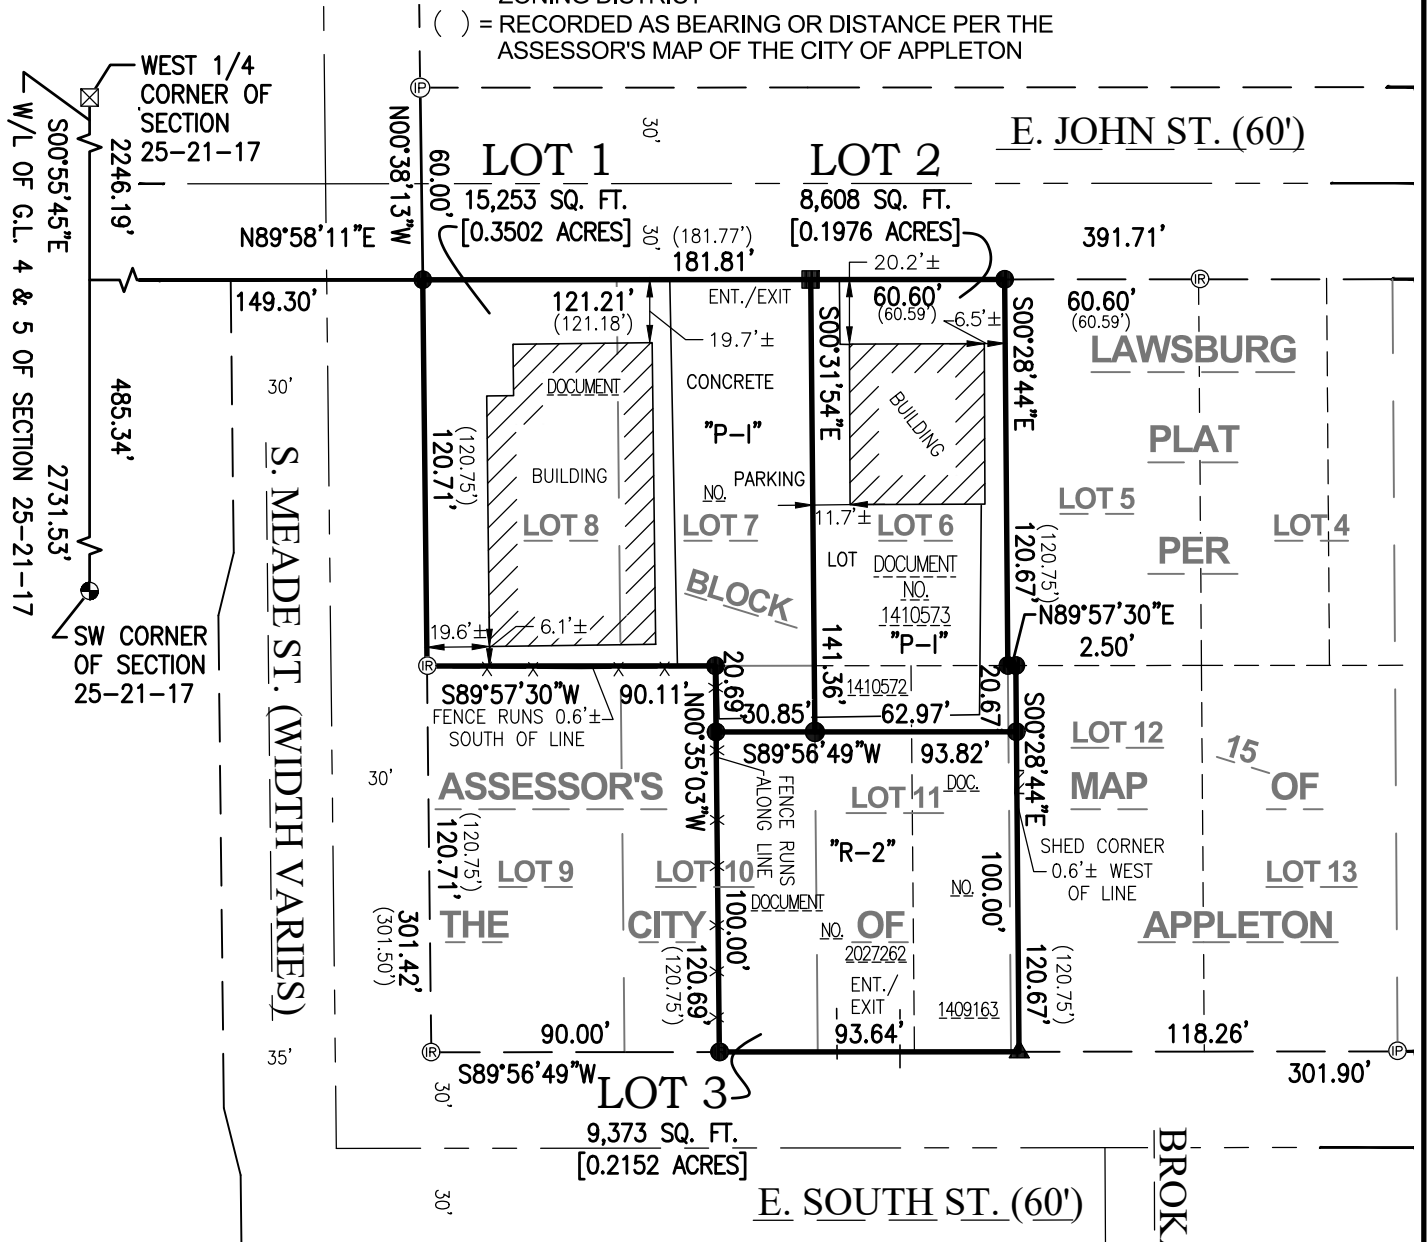 ZONING DISTRICT
( ) = RECORDED AS BEARING OR DISTANCE PER THE
ASSESSOR'S MAP OF THE CITY OF APPLETON
WEST 1/4
CORNER OF
SECTION
25-21-17
W/L OF G.L. 4 & 5 OF SECTION 25-21-17
S00°55'45"E
2246.19'
485.34'
2731.53'
SW CORNER
OF SECTION
25-21-17
IP
N00°38'13"W
60.00'
30'
E. JOHN ST. (60')
LOT 1
15,253 SQ. FT.
[0.3502 ACRES]
LOT 2
8,608 SQ. FT.
[0.1976 ACRES]
N89°58'11"E
30'
(181.77')
181.81'
391.71'
149.30'
121.21'
(121.18')
ENT./EXIT
20.2'±
60.60'
(60.59')
6.5'±
IR
60.60'
(60.59')
19.7'±
S00°31'54"E
S00°28'44"E
LAWSBURG
PLAT
PER
30'
S. MEADE ST. (WIDTH VARIES)
DOCUMENT
CONCRETE
"P-I"
BUILDING
BUILDING
NO.
PARKING
(120.75')
120.71'
LOT 8
LOT 7
11.7'±
LOT 6
LOT 5
LOT 4
LOT
DOCUMENT
NO.
1410573
"P-I"
BLOCK
(120.75')
120.67'
N89°57'30"E
2.50'
19.6'±
6.1'±
IR
S89°57'30"W
90.11'
FENCE RUNS 0.6'±
SOUTH OF LINE
20.69'
141.36'
1410572
20.67
30.85'
62.97'
S89°56'49"W
93.82'
N00°35'03"W
S00°28'44"E
LOT 12
15
30'
ASSESSOR'S
MAP
OF
FENCE RUNS
ALONG LINE
LOT 11
DOC.
"R-2"
SHED CORNER
0.6'± WEST
OF LINE
(120.75')
120.71'
LOT 9
LOT 10
LOT 13
DOCUMENT
NO.
100.00'
THE
CITY
OF
APPLETON
301.42'
(301.50')
100.00'
NO.
2027262
120.69'
(120.75')
ENT./
EXIT
1409163
(120.75')
120.67'
35'
90.00'
93.64'
118.26'
IR
S89°56'49"W
IP
301.90'
30'
LOT 3
9,373 SQ. FT.
[0.2152 ACRES]
30'
E. SOUTH ST. (60')
BROK